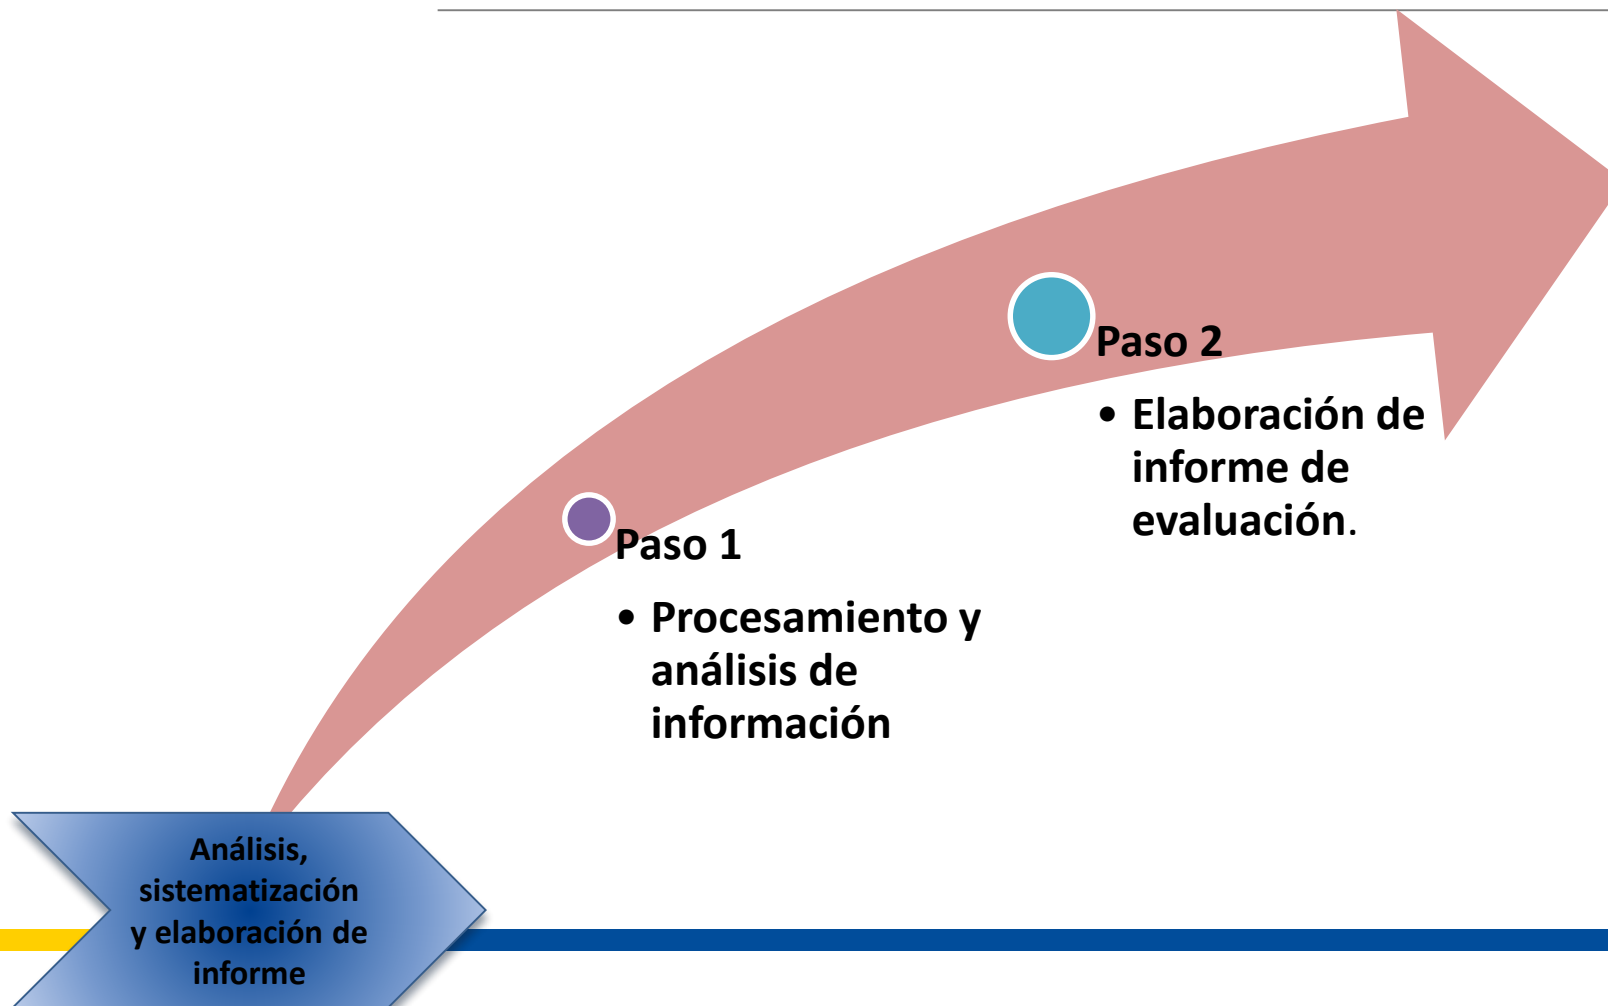 Paso 2
• Elaboración de
informe de
evaluación.
Paso 1
• Procesamiento y
análisis de
información
Análisis,
sistematización
y elaboración de
informe